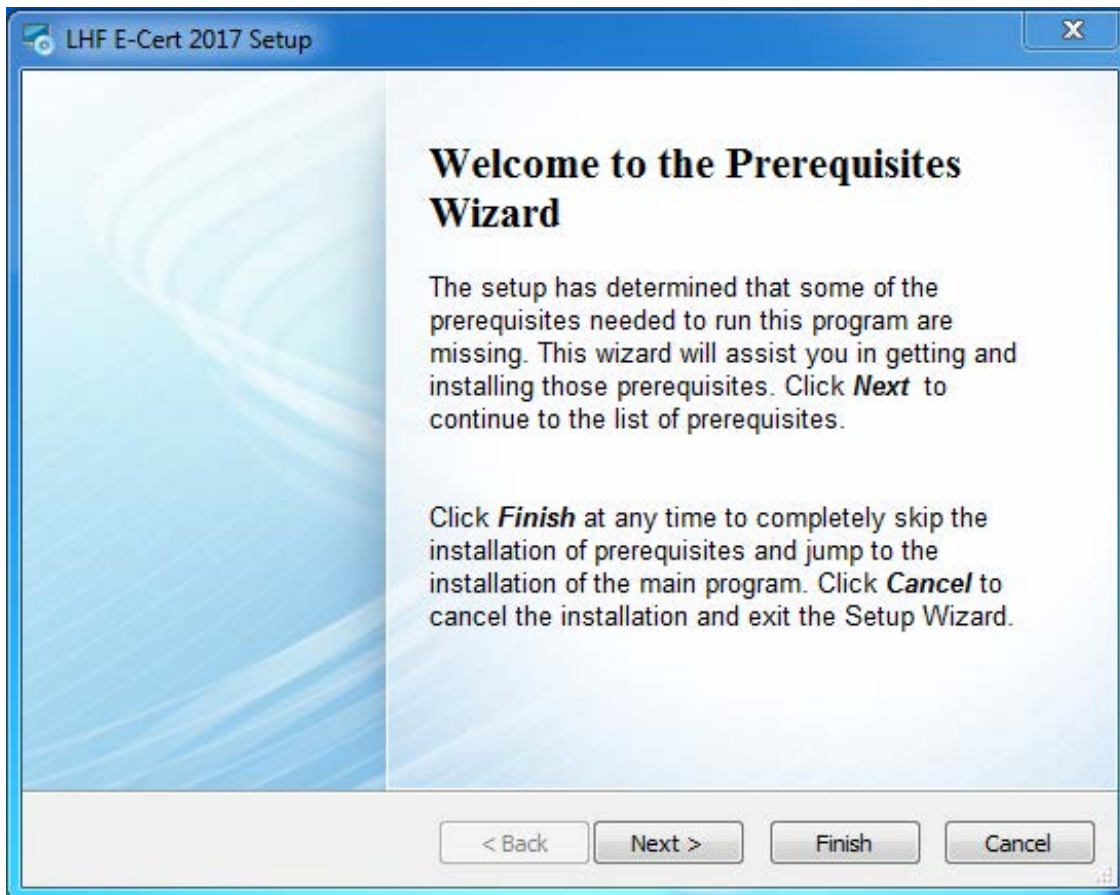 LHF E-Cert 2017 Setup
Welcome to the Prerequisites
Wizard
The setup has determined that some of the
prerequisites needed to run this program are
missing. This wizard will assist you in getting and
installing those prerequisites. Click Next to
continue to the list of prerequisites.
Click Finish at any time to completely skip the
installation of prerequisites and jump to the
installation of the main program. Click Cancel to
cancel the installation and exit the Setup Wizard.
< Back
Next >
Finish
Cancel